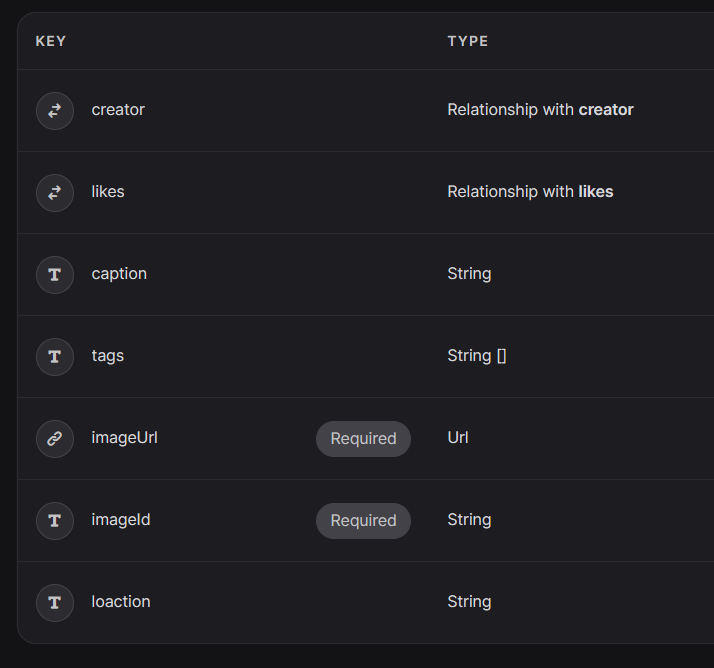 KEY TYPE
creator Relationship with creator
likes Relationship with likes
caption String
tags String []
imageUrl Required Url
imageId Required String
loaction String